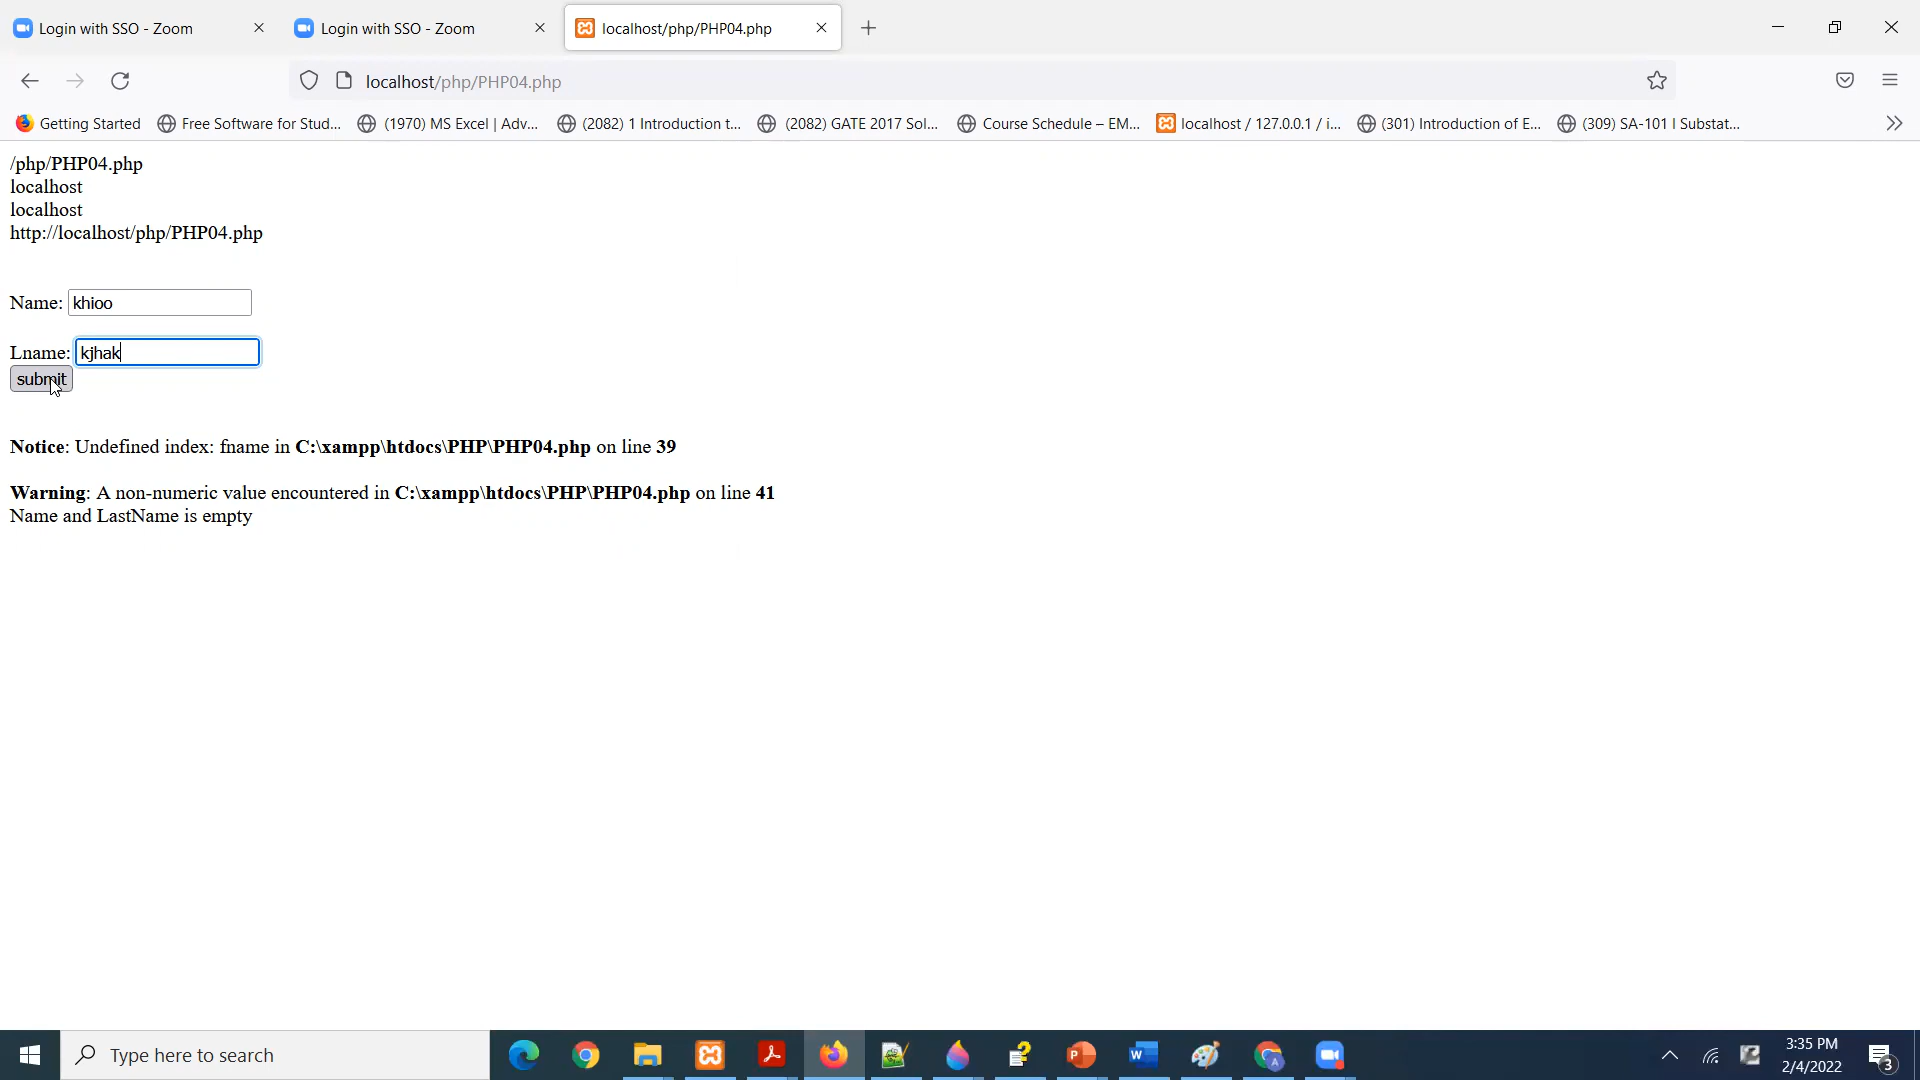 Login with SSO - Zoom
Login with SSO - Zoom
localhost/php/PHP04.php
localhost/php/PHP04.php
Getting Started
Free Software for Stud...
(1970) MS Excel | Adv...
(2082) 1 Introduction t...
(2082) GATE 2017 Sol...
Course Schedule – EM...
localhost / 127.0.0.1 / i...
(301) Introduction of E...
(309) SA-101 I Substat...
/php/PHP04.php
localhost
localhost
http://localhost/php/PHP04.php
Name: khioo
Lname: kjhak
submit
Notice: Undefined index: fname in C:\xampp\htdocs\PHP\PHP04.php on line 39
Warning: A non-numeric value encountered in C:\xampp\htdocs\PHP\PHP04.php on line 41
Name and LastName is empty
Type here to search
3:35 PM
2/4/2022
3